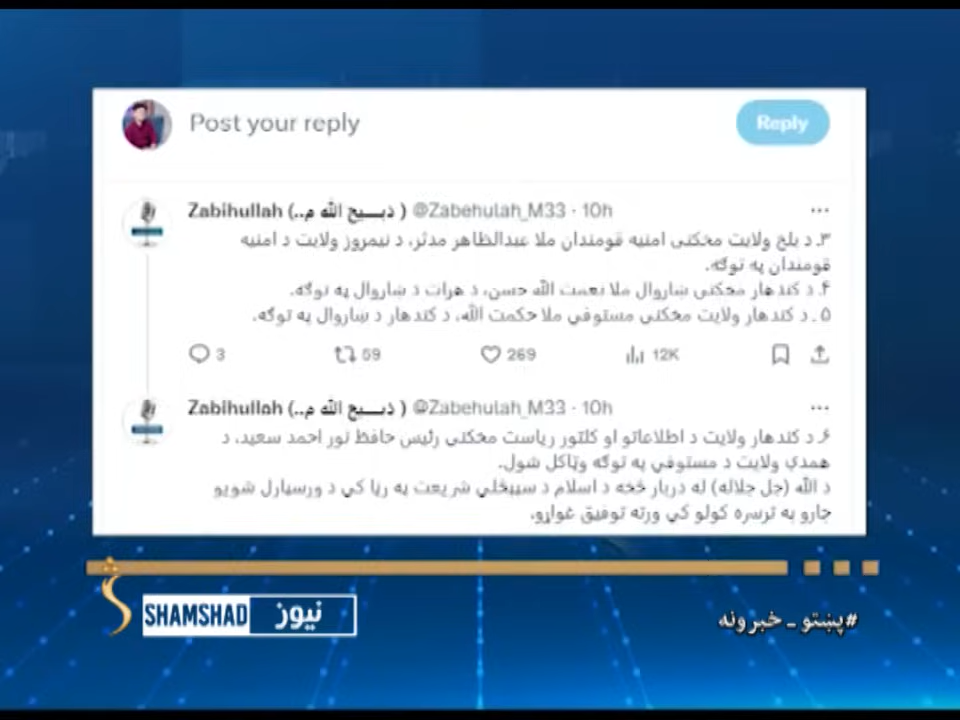 Post your reply
Reply
Zabihullah (..ذبـــيح الله م ) @Zabehulah_M33 · 10h
۳. د بلخ ولایت مخکنی امنیه قومندان ملا عبدالظاهر مدثر، د نیمروز ولایت د امنیه
قومندان په توګه.
۴. د کندهار مخکنی ښاروال ملا نعمت الله حسن، د هرات د ښاروال په توګه.
۵. د کندهار ولایت مخکنی مستوفي ملا حکمت الله، د کندهار د ښاروال په توګه.
3 59 269 12K
Zabihullah (..ذبـــيح الله م ) @Zabehulah_M33 · 10h
۶. د کندهار ولایت د اطلاعاتو او کلتور ریاست مخکنی رئیس حافظ نور احمد سعید، د
همدې ولایت د مستوفي په توګه وټاکل شول.
د الله (جل جلاله) له دربار څخه د اسلام د سپېڅلي شریعت په رڼا کې د ورسپارل شویو
چارو په ترسره کولو کې ورته توفیق غواړو.
SHAMSHAD نیوز
#پښتو ـ خبرونه